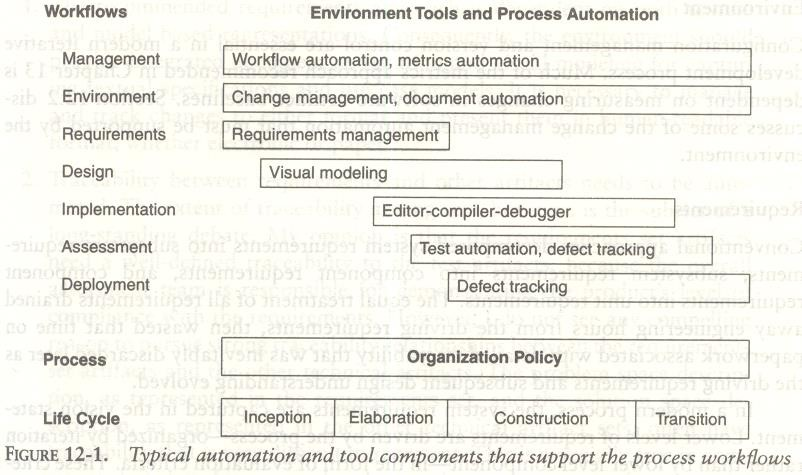 Workflows Environment Tools and Process Automation
Management Workflow automation, metrics automation
Environment Change management, document automation
Requirements Requirements management
Design Visual modeling
Implementation Editor-compiler-debugger
Assessment Test automation, defect tracking
Deployment Defect tracking
Process Organization Policy
Life Cycle Inception Elaboration Construction Transition
FIGURE 12-1. Typical automation and tool components that support the process workflows